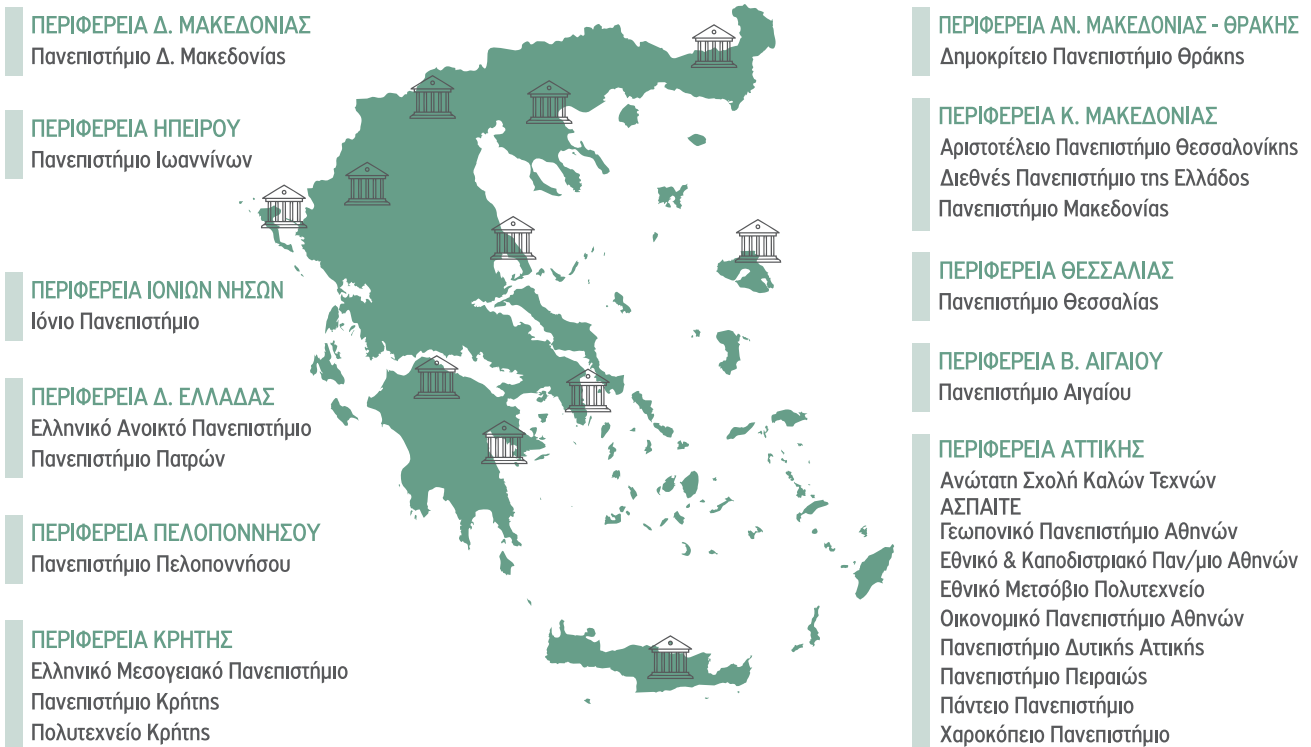 ΠΕΡΙΦΕΡΕΙΑ Δ. ΜΑΚΕΔΟΝΙΑΣ
Πανεπιστήμιο Δ. Μακεδονίας
ΠΕΡΙΦΕΡΕΙΑ ΗΠΕΙΡΟΥ
Πανεπιστήμιο Ιωαννίνων
ΠΕΡΙΦΕΡΕΙΑ ΙΟΝΙΩΝ ΝΗΣΩΝ
Ιόνιο Πανεπιστήμιο
ΠΕΡΙΦΕΡΕΙΑ Δ. ΕΛΛΑΔΑΣ
Ελληνικό Ανοικτό Πανεπιστήμιο
Πανεπιστήμιο Πατρών
ΠΕΡΙΦΕΡΕΙΑ ΠΕΛΟΠΟΝΝΗΣΟΥ
Πανεπιστήμιο Πελοποννήσου
ΠΕΡΙΦΕΡΕΙΑ ΚΡΗΤΗΣ
Ελληνικό Μεσογειακό Πανεπιστήμιο
Πανεπιστήμιο Κρήτης
Πολυτεχνείο Κρήτης
ΠΕΡΙΦΕΡΕΙΑ ΑΝ. ΜΑΚΕΔΟΝΙΑΣ - ΘΡΑΚΗΣ
Δημοκρίτειο Πανεπιστήμιο Θράκης
ΠΕΡΙΦΕΡΕΙΑ Κ. ΜΑΚΕΔΟΝΙΑΣ
Αριστοτέλειο Πανεπιστήμιο Θεσσαλονίκης
Διεθνές Πανεπιστήμιο της Ελλάδος
Πανεπιστήμιο Μακεδονίας
ΠΕΡΙΦΕΡΕΙΑ ΘΕΣΣΑΛΙΑΣ
Πανεπιστήμιο Θεσσαλίας
ΠΕΡΙΦΕΡΕΙΑ Β. ΑΙΓΑΙΟΥ
Πανεπιστήμιο Αιγαίου
ΠΕΡΙΦΕΡΕΙΑ ΑΤΤΙΚΗΣ
Ανώτατη Σχολή Καλών Τεχνών
ΑΣΠΑΙΤΕ
Γεωπονικό Πανεπιστήμιο Αθηνών
Εθνικό & Καποδιστριακό Παν/μιο Αθηνών
Εθνικό Μετσόβιο Πολυτεχνείο
Οικονομικό Πανεπιστήμιο Αθηνών
Πανεπιστήμιο Δυτικής Αττικής
Πανεπιστήμιο Πειραιώς
Πάντειο Πανεπιστήμιο
Χαροκόπειο Πανεπιστήμιο